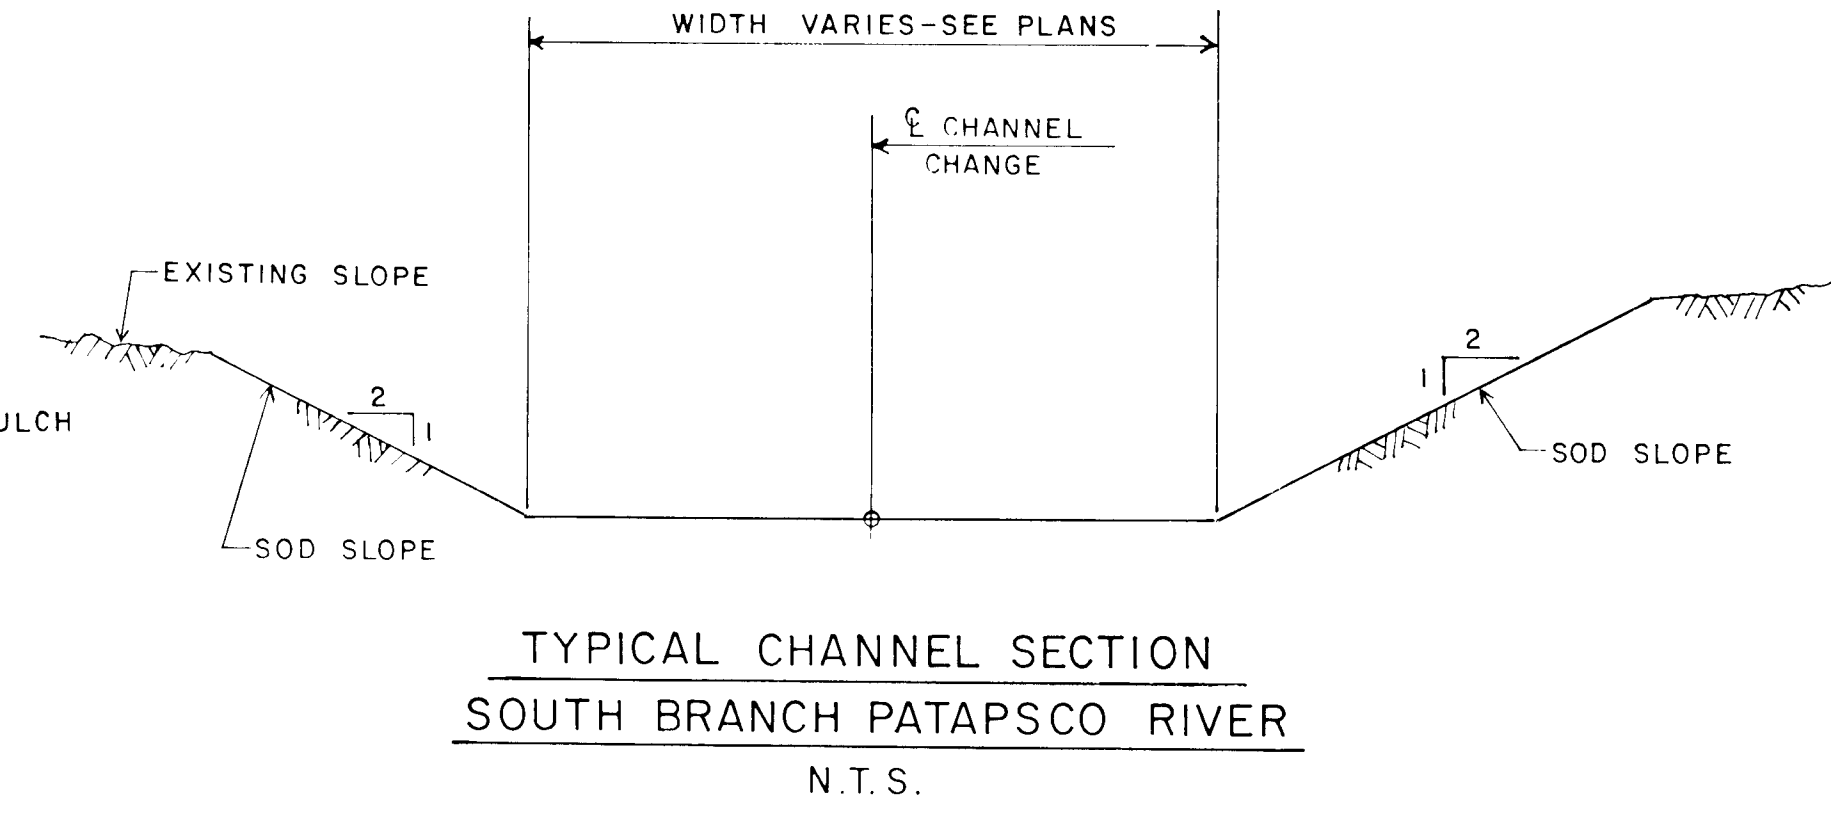 WIDTH VARIES-SEE PLANS
℄ CHANNEL
CHANGE
EXISTING SLOPE
2
1
2
1
ULCH
SOD SLOPE
SOD SLOPE
TYPICAL CHANNEL SECTION
SOUTH BRANCH PATAPSCO RIVER
N.T.S.